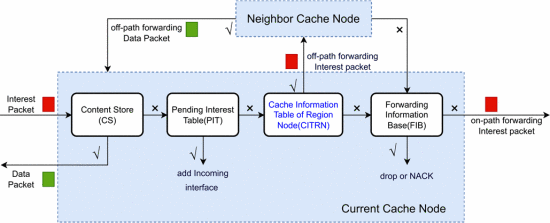 Neighbor Cache Node
off-path forwarding
Data Packet
√
×
off-path forwarding
Interest packet
√
Interest
Packet
Content Store
(CS)
×
Pending Interest
Table(PIT)
×
Cache Information
Table of Region
Node(CITRN)
×
Forwarding
Information
Base(FIB)
×
on-path forwarding
Interest packet
√
√
√
Data
Packet
add Incoming
interface
drop or NACK
Current Cache Node